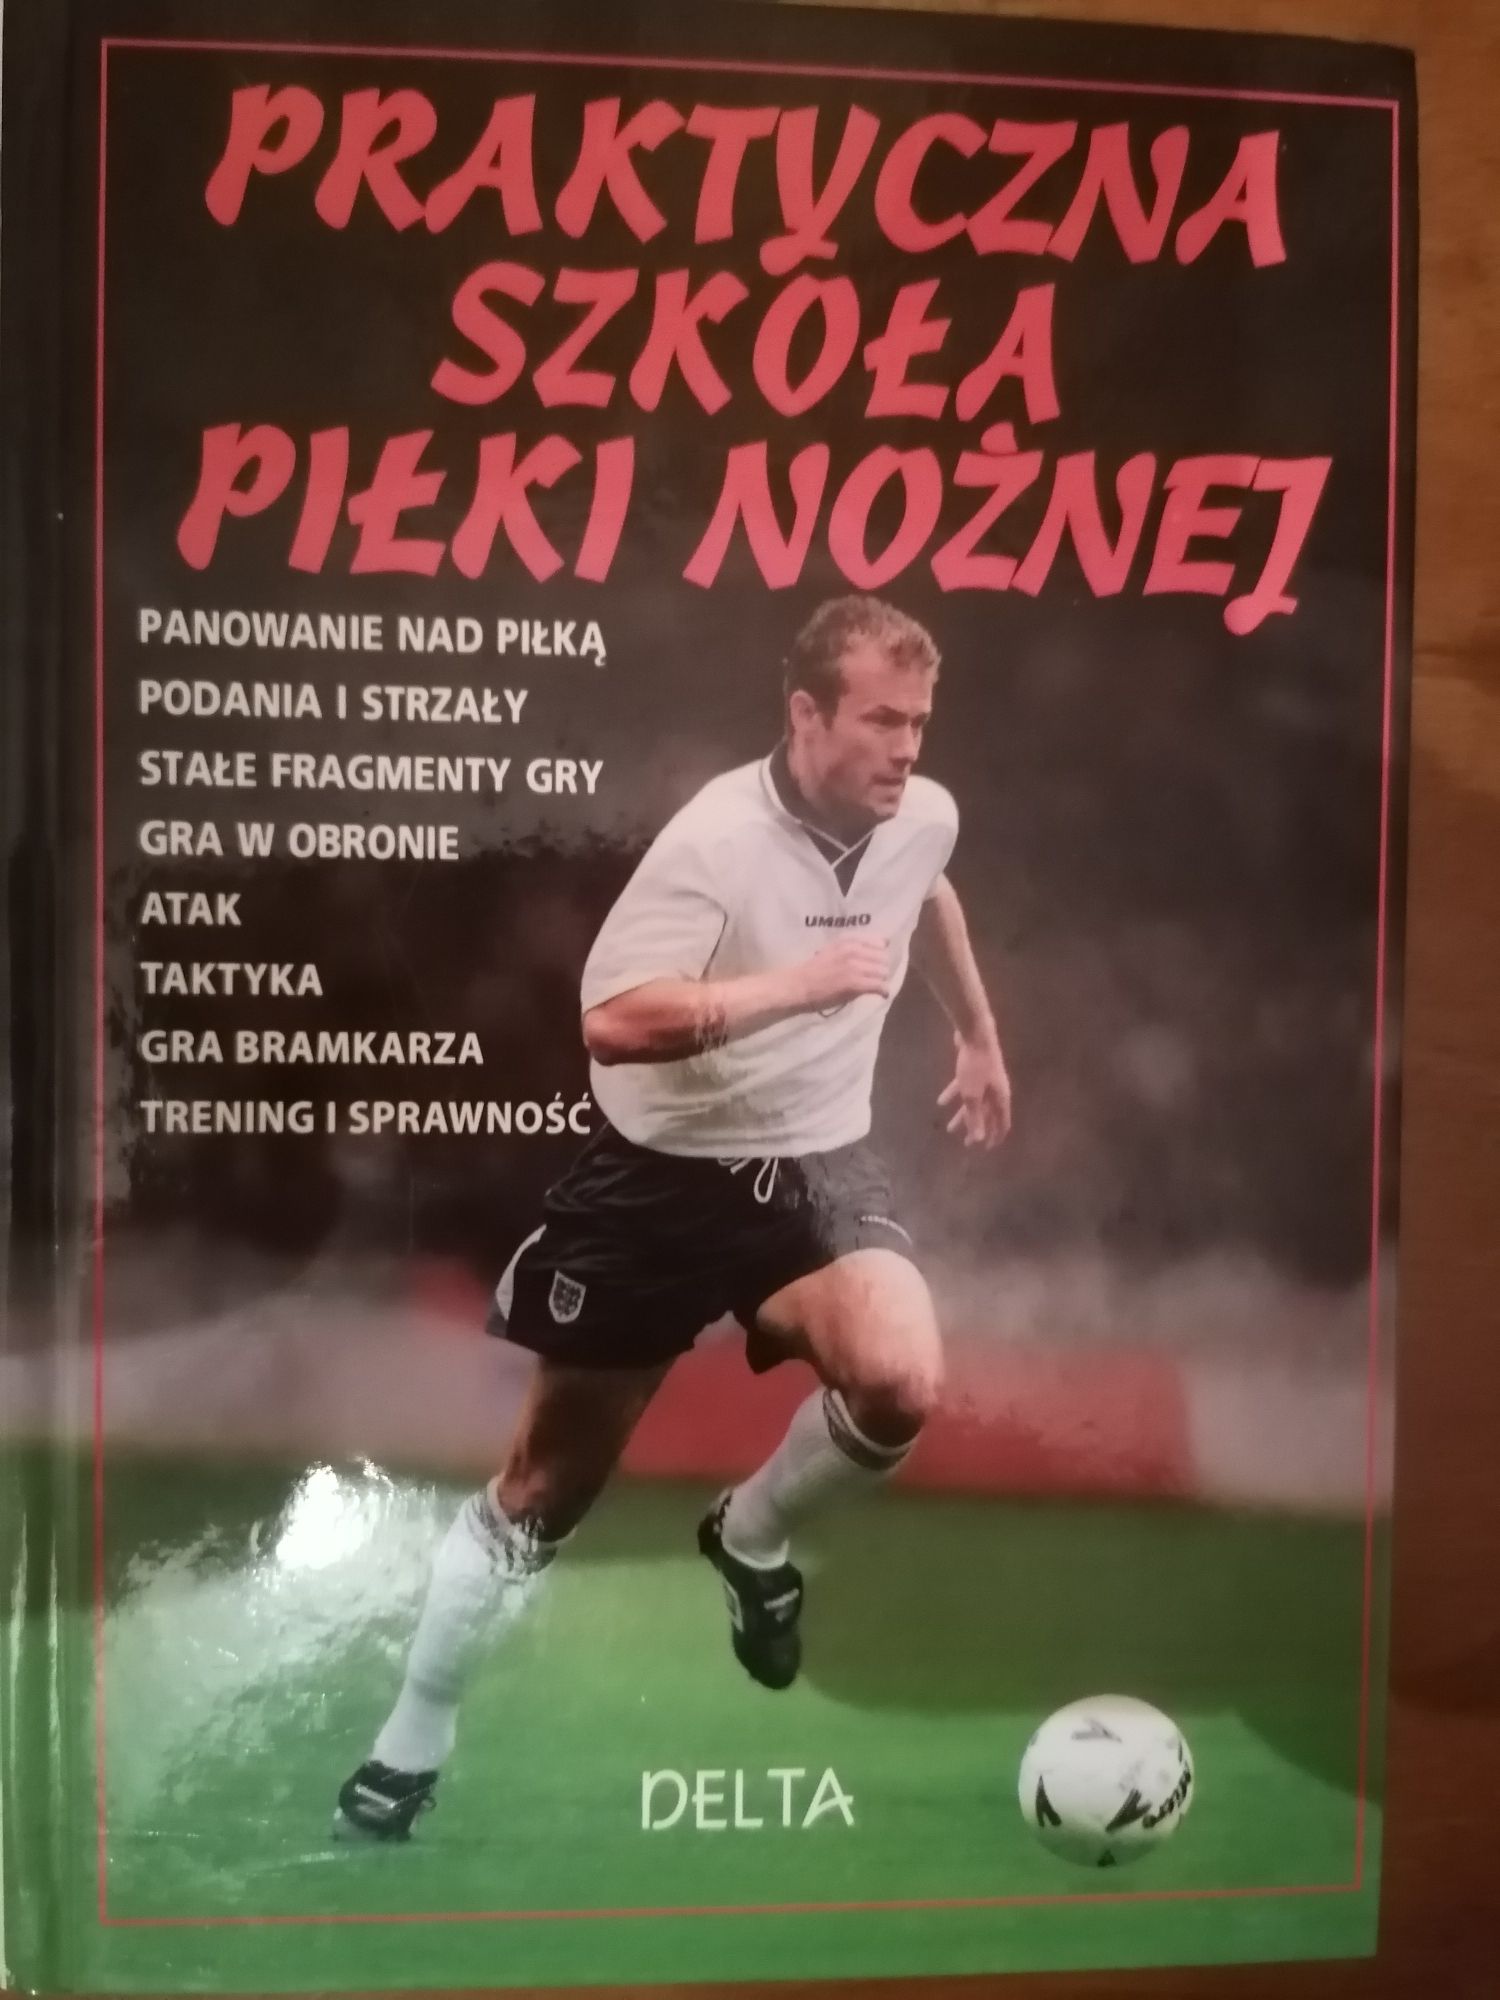 PRAKTYCZNA
SZKOŁA
PIŁKI NOŻNEJ
PANOWANIE NAD PIŁKĄ
PODANIA I STRZAŁY
STAŁE FRAGMENTY GRY
GRA W OBRONIE
ATAK
TAKTYKA
GRA BRAMKARZA
TRENING I SPRAWNOŚĆ
UMBRO
DELTA
Mitre